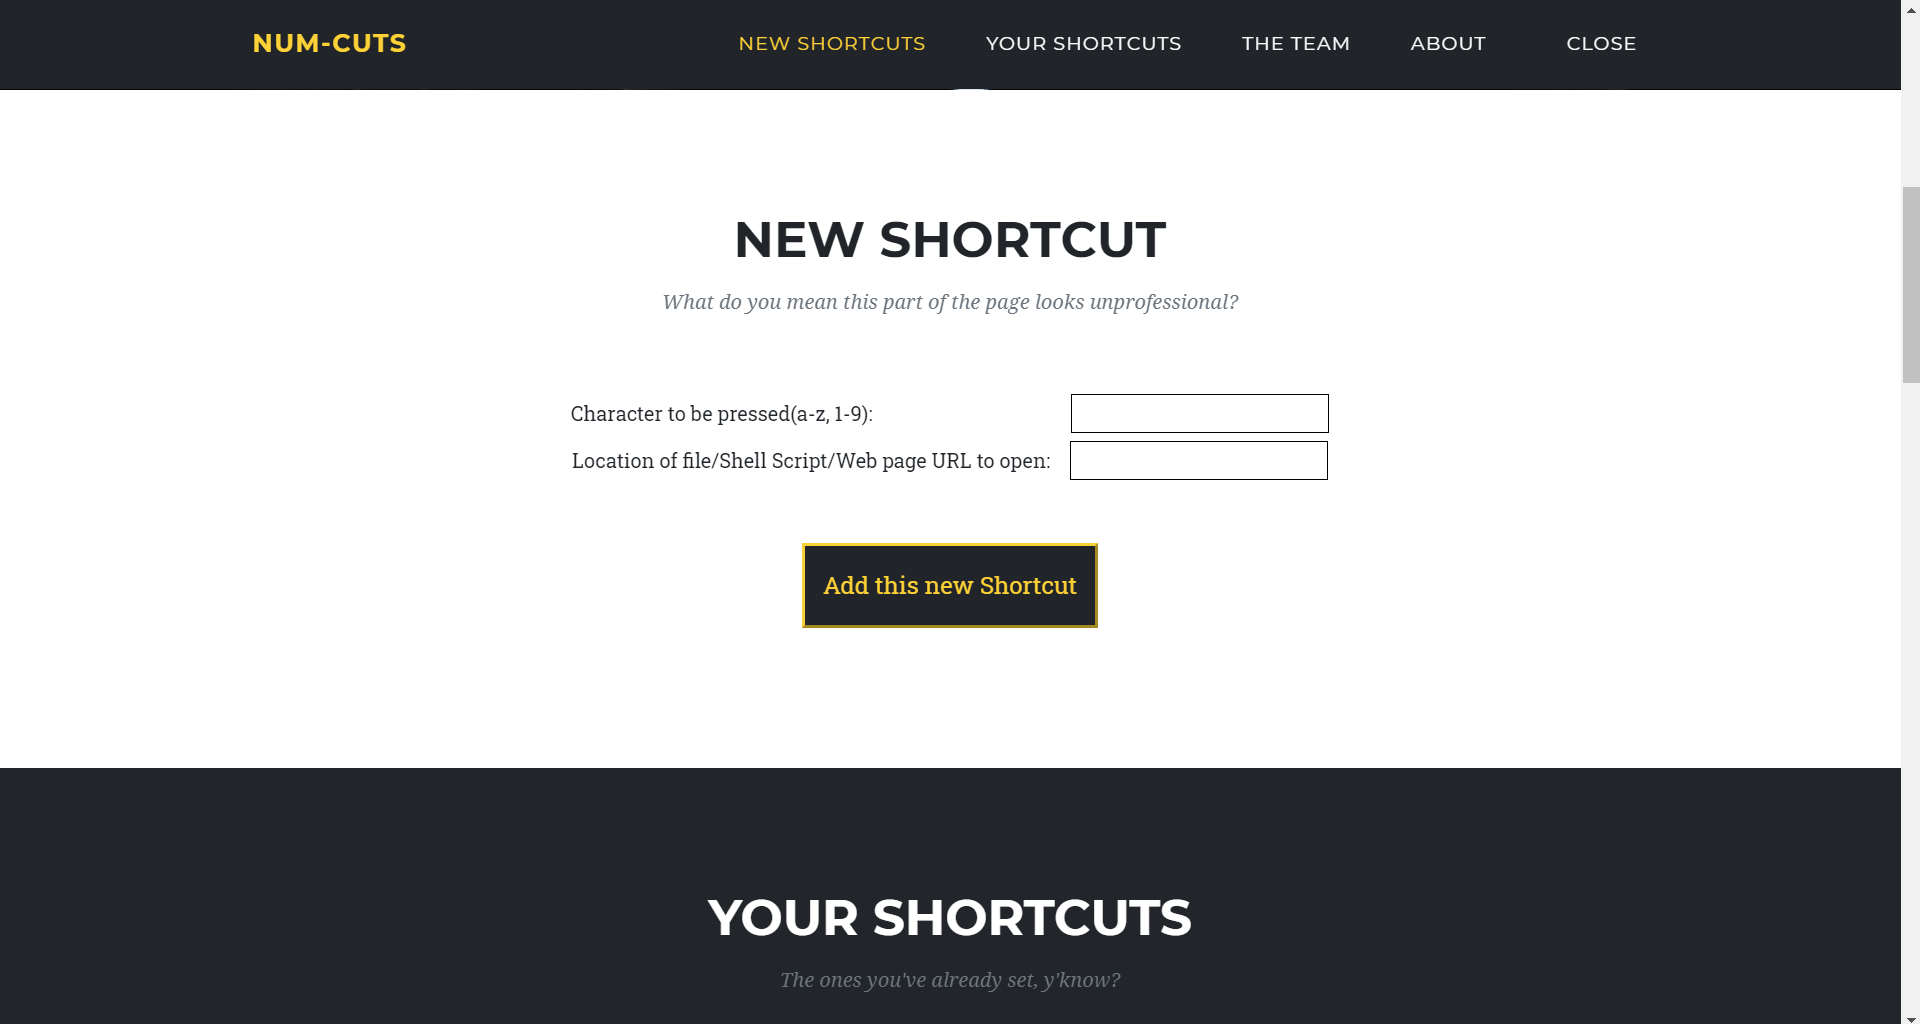 NUM-CUTS
NEW SHORTCUTS
YOUR SHORTCUTS
THE TEAM
ABOUT
CLOSE
NEW SHORTCUT
What do you mean this part of the page looks unprofessional?
Character to be pressed(a-z, 1-9):
Location of file/Shell Script/Web page URL to open:
Add this new Shortcut
YOUR SHORTCUTS
The ones you've already set, y'know?